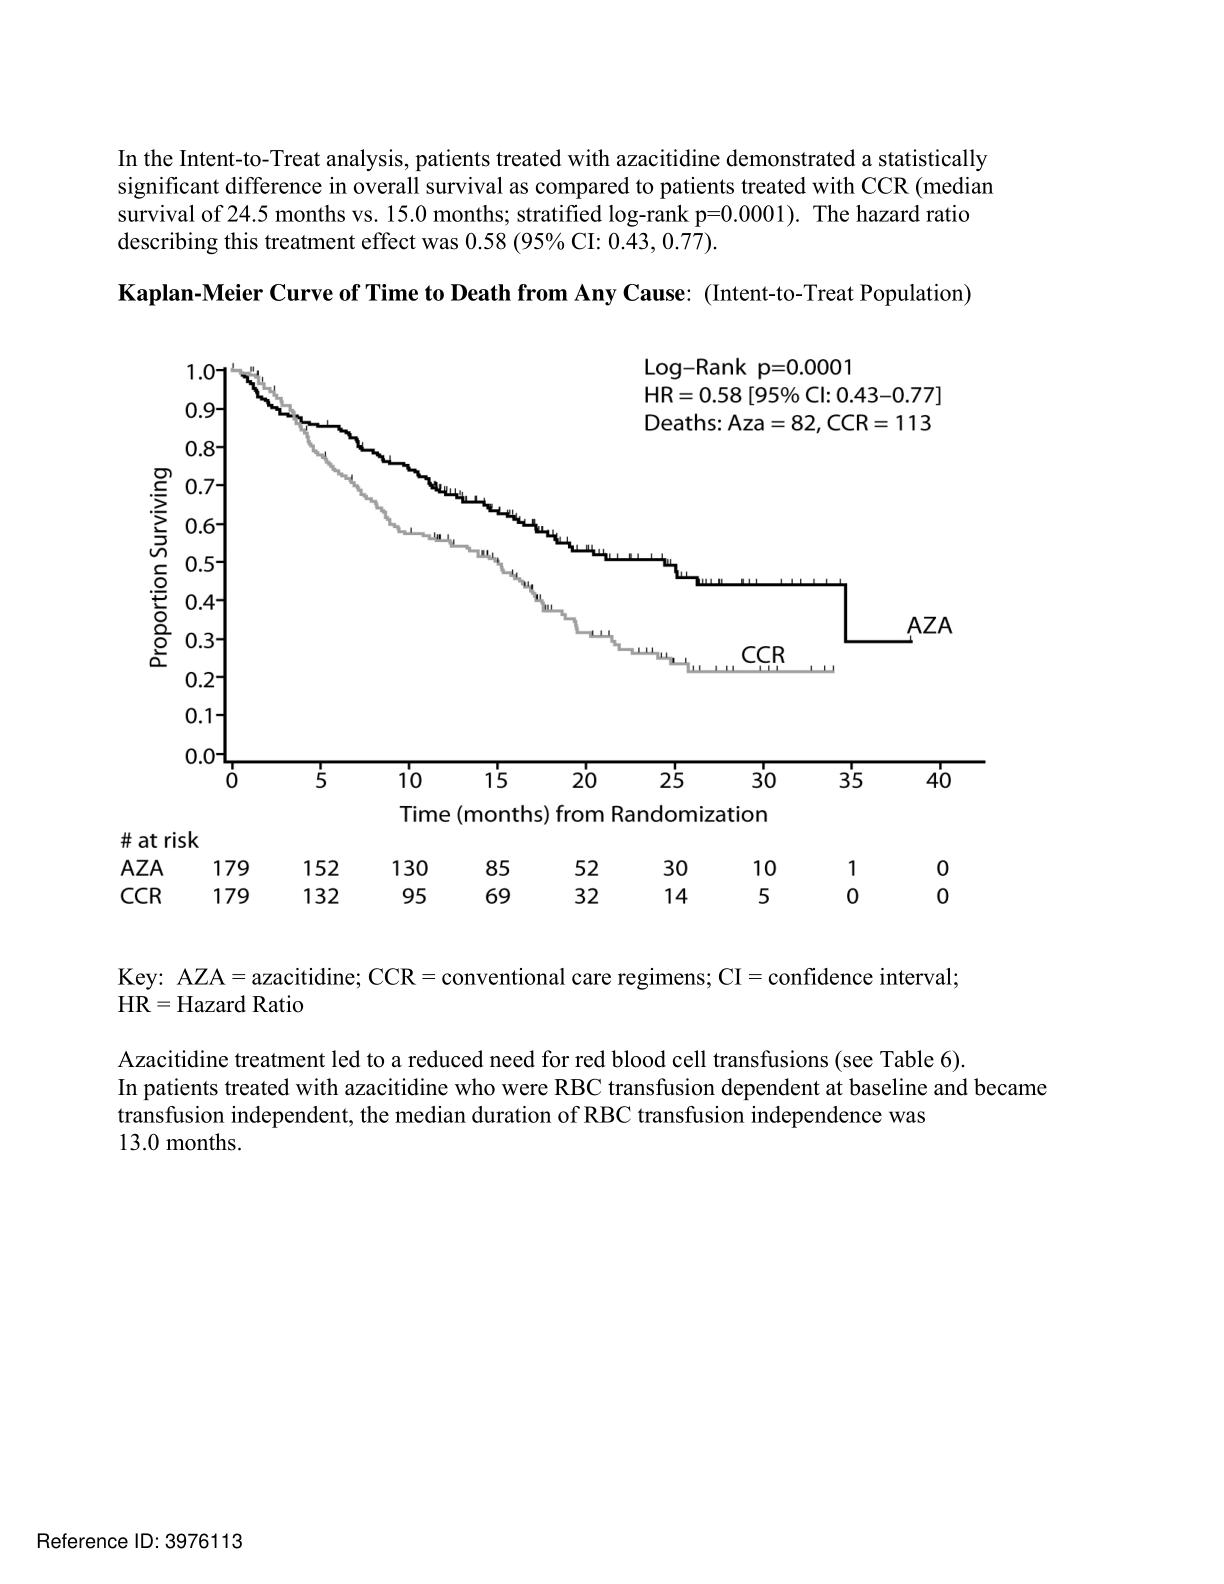 In the Intent-to-Treat analysis, patients treated with azacitidine demonstrated a statistically
significant difference in overall survival as compared to patients treated with CCR (median
survival of 24.5 months vs. 15.0 months; stratified log-rank p=0.0001).  The hazard ratio
describing this treatment effect was 0.58 (95% CI: 0.43, 0.77).
Kaplan-Meier Curve of Time to Death from Any Cause:  (Intent-to-Treat Population)
Log–Rank p=0.0001
HR = 0.58 [95% CI: 0.43–0.77]
Deaths: Aza = 82, CCR = 113
Proportion Surviving
1.0
0.9
0.8
0.7
0.6
0.5
0.4
0.3
0.2
0.1
0.0
AZA
CCR
0 5 10 15 20 25 30 35 40
Time (months) from Randomization
# at risk
AZA 179 152 130 85 52 30 10 1 0
CCR 179 132 95 69 32 14 5 0 0
Key:  AZA = azacitidine; CCR = conventional care regimens; CI = confidence interval;
HR = Hazard Ratio
Azacitidine treatment led to a reduced need for red blood cell transfusions (see Table 6).
In patients treated with azacitidine who were RBC transfusion dependent at baseline and became
transfusion independent, the median duration of RBC transfusion independence was
13.0 months.
Reference ID: 3976113